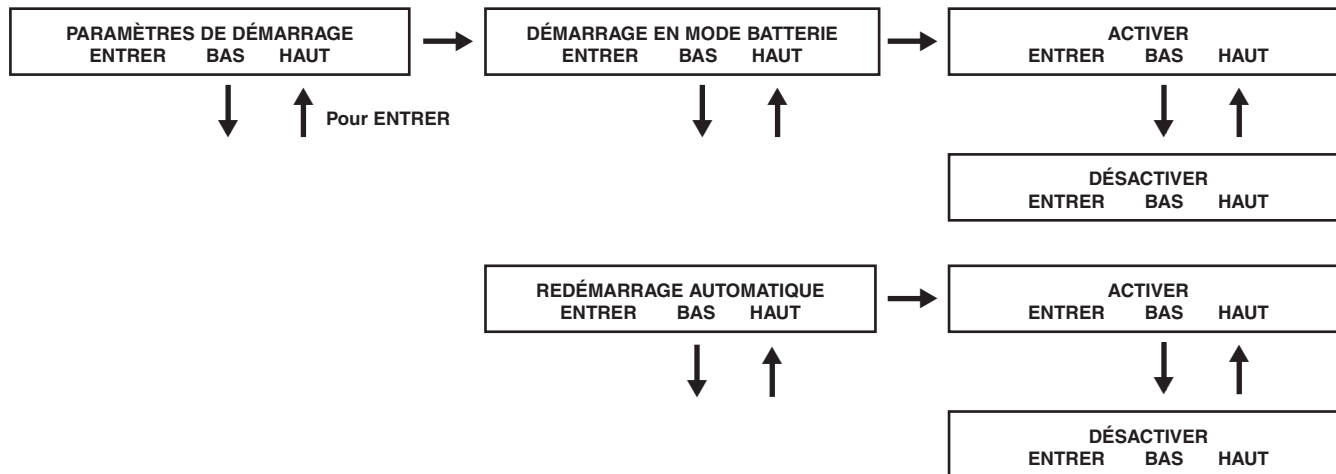 PARAMÈTRES DE DÉMARRAGE
ENTRER BAS HAUT
DÉMARRAGE EN MODE BATTERIE
ENTRER BAS HAUT
ACTIVER
ENTRER BAS HAUT
Pour ENTRER
DÉSACTIVER
ENTRER BAS HAUT
REDÉMARRAGE AUTOMATIQUE
ENTRER BAS HAUT
ACTIVER
ENTRER BAS HAUT
DÉSACTIVER
ENTRER BAS HAUT